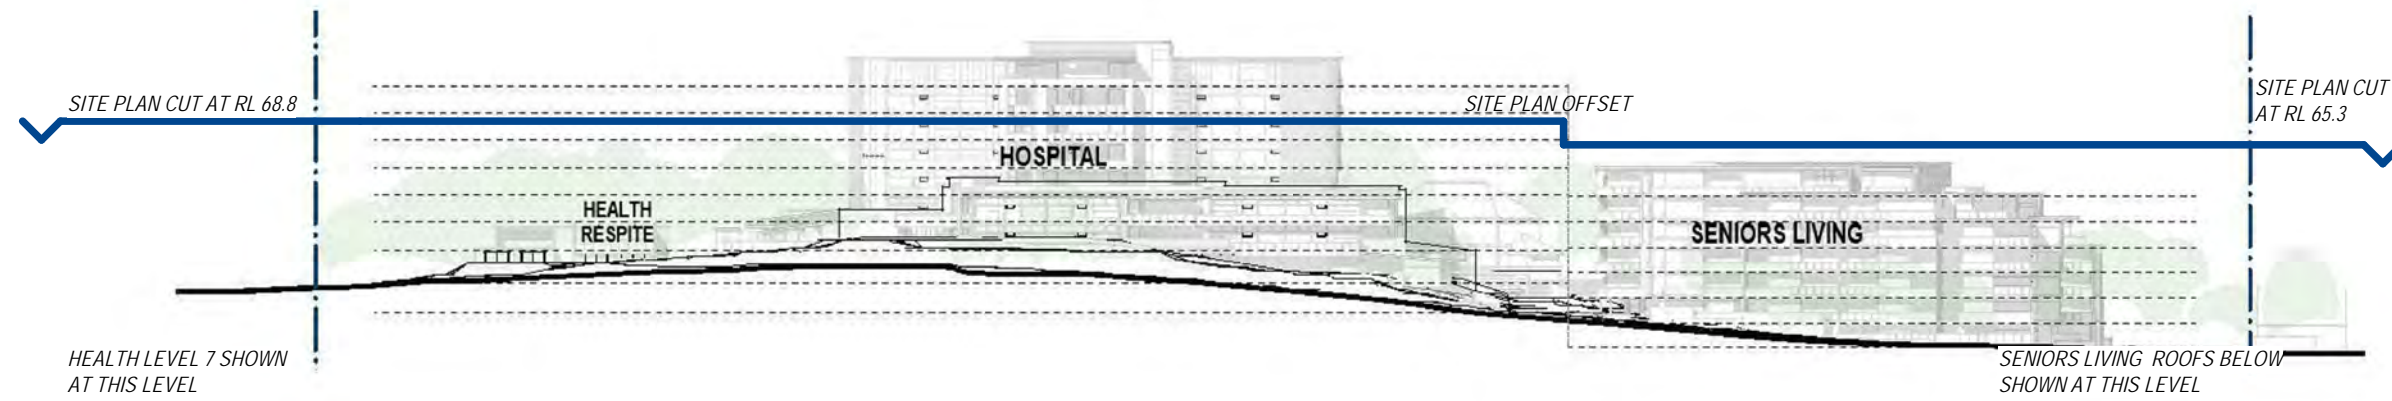 SITE PLAN CUT AT RL 68.8
SITE PLAN OFFSET
SITE PLAN CUT
AT RL 65.3
HOSPITAL
HEALTH
RESPITE
SENIORS LIVING
HEALTH LEVEL 7 SHOWN
AT THIS LEVEL
SENIORS LIVING ROOFS BELOW
SHOWN AT THIS LEVEL